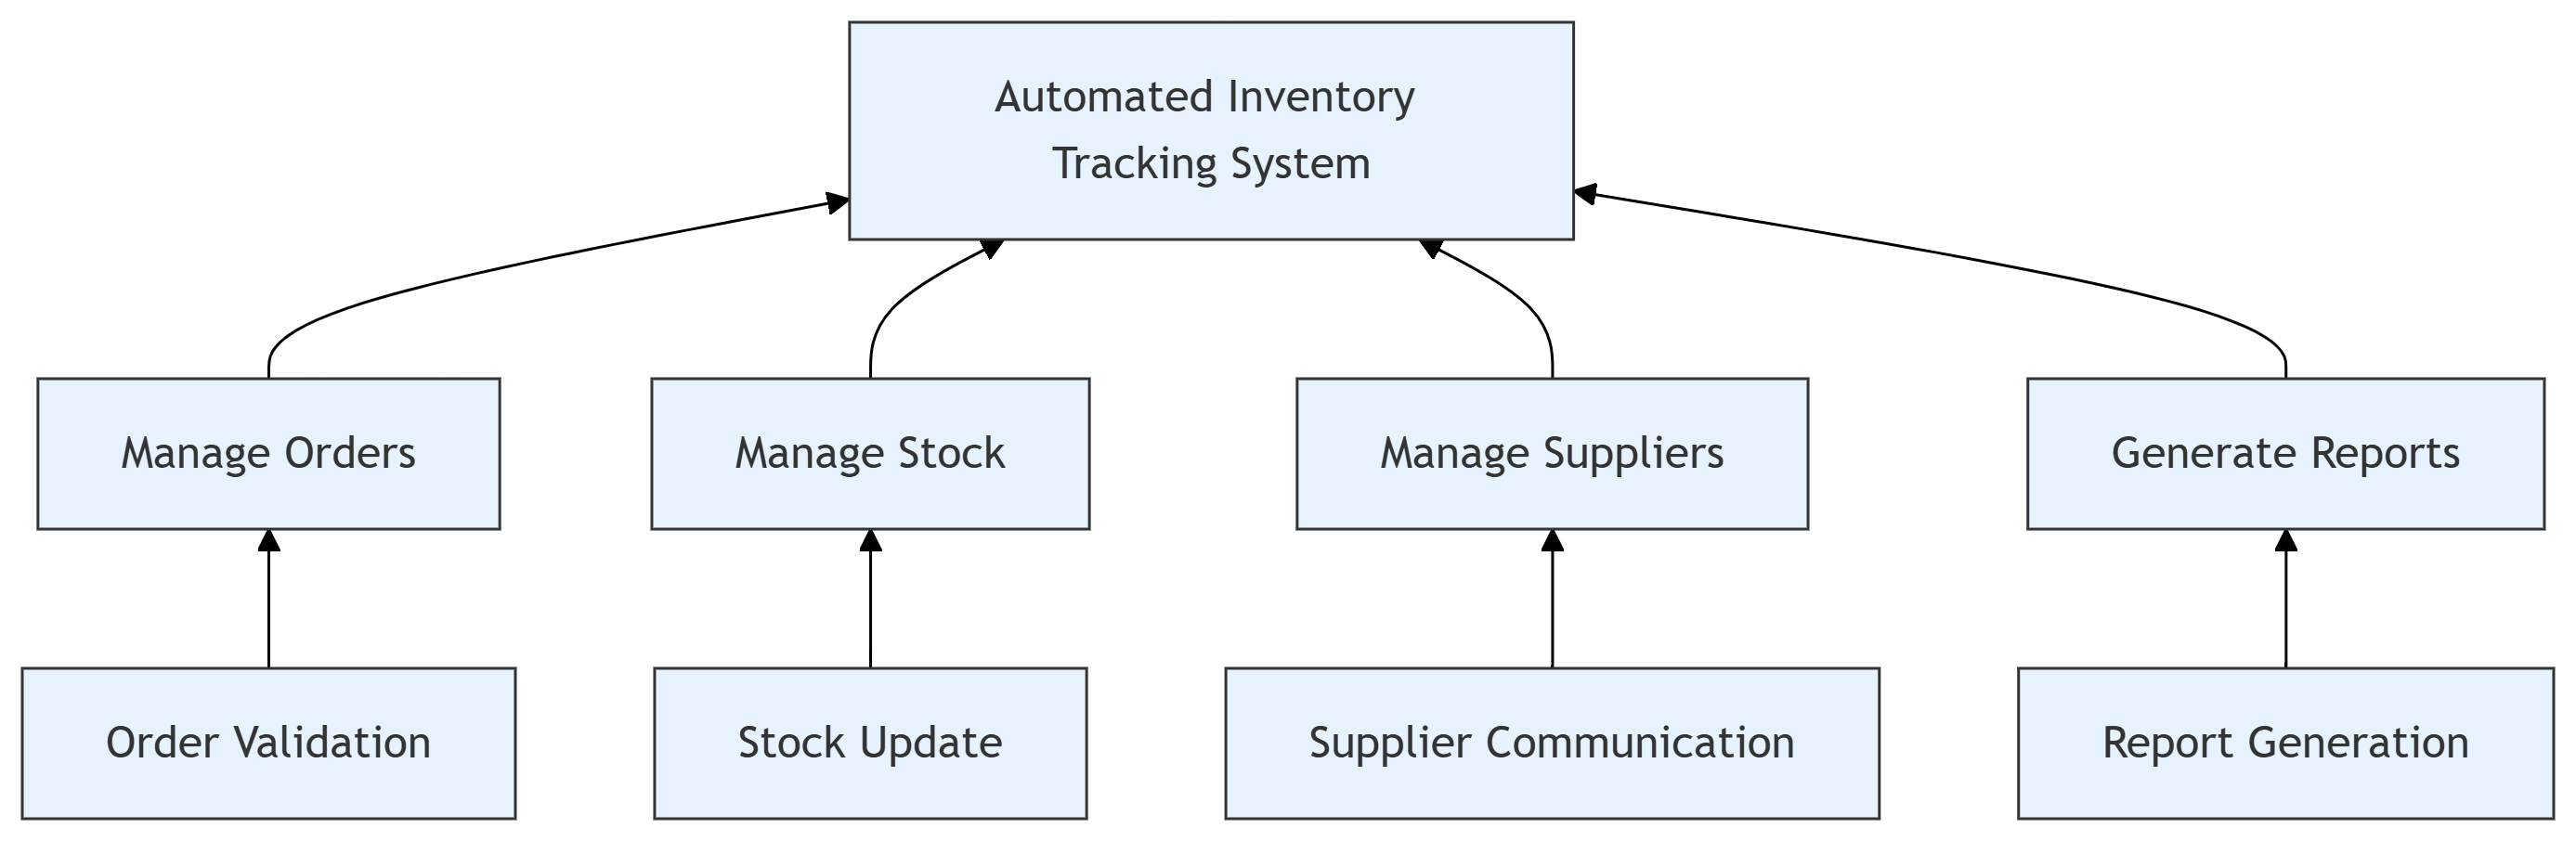 Automated Inventory
Tracking System
Manage Orders
Manage Stock
Manage Suppliers
Generate Reports
Order Validation
Stock Update
Supplier Communication
Report Generation